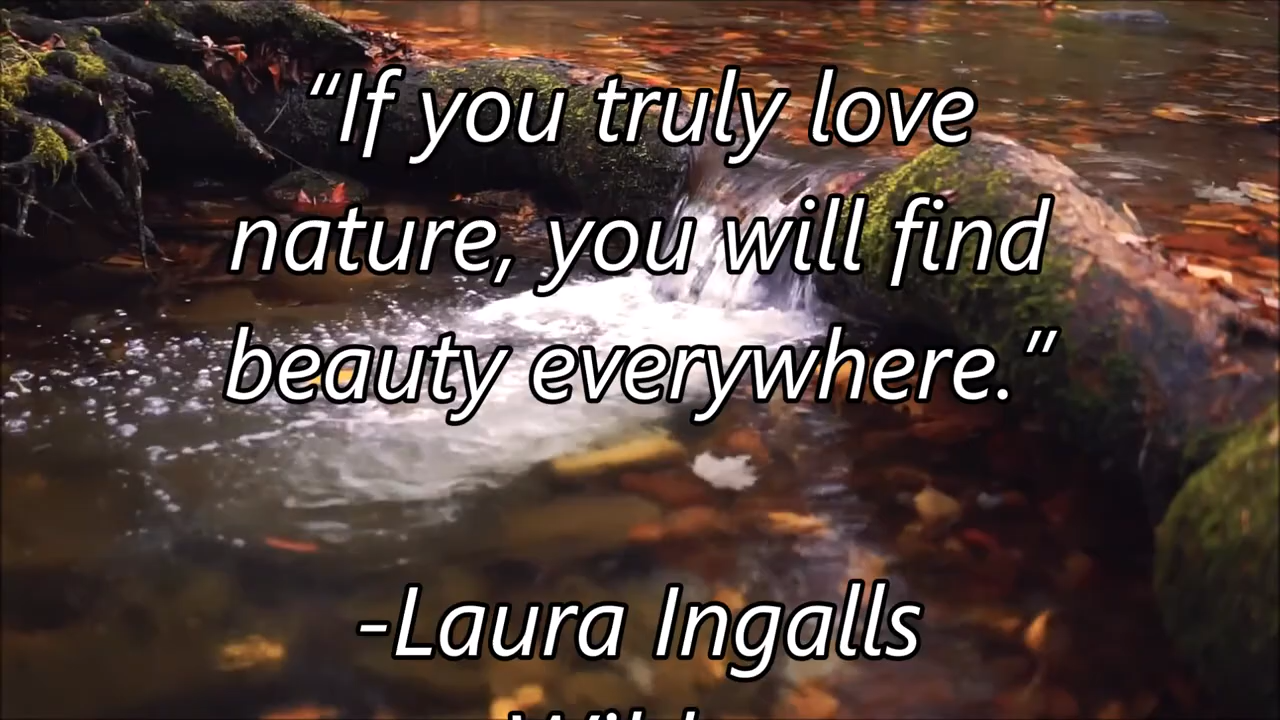 “If you truly love
nature, you will find
beauty everywhere.”
-Laura Ingalls